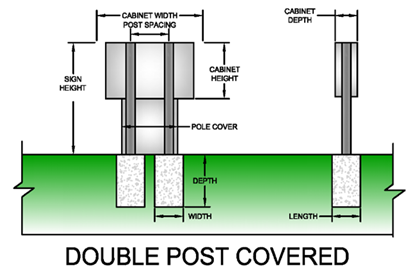 CABINET WIDTH
POST SPACING
CABINET
DEPTH
SIGN
HEIGHT
CABINET
HEIGHT
POLE COVER
DEPTH
WIDTH
LENGTH
DOUBLE POST COVERED